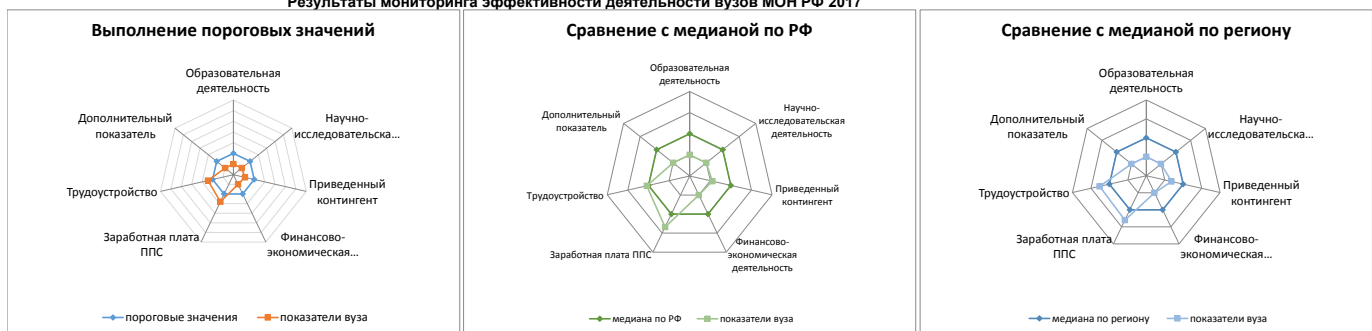 Результаты мониторинга эффективности деятельности вузов МОН РФ 2017
Выполнение пороговых значений
Образовательная
деятельность
Научно-
исследовательска…
Приведенный
контингент
Финансово-
экономическая…
Заработная плата
ППС
Трудоустройство
Дополнительный
показатель
пороговые значения
показатели вуза
Сравнение с медианой по РФ
Образовательная
деятельность
Научно-
исследовательская
деятельность
Приведенный
контингент
Финансово-
экономическая
деятельность
Заработная плата ППС
Трудоустройство
Дополнительный
показатель
медиана по РФ
показатели вуза
Сравнение с медианой по региону
Образовательная
деятельность
Научно-
исследовательска…
Приведенный
контингент
Финансово-
экономическая…
Заработная плата
ППС
Трудоустройство
Дополнительный
показатель
медиана по региону
показатели вуза